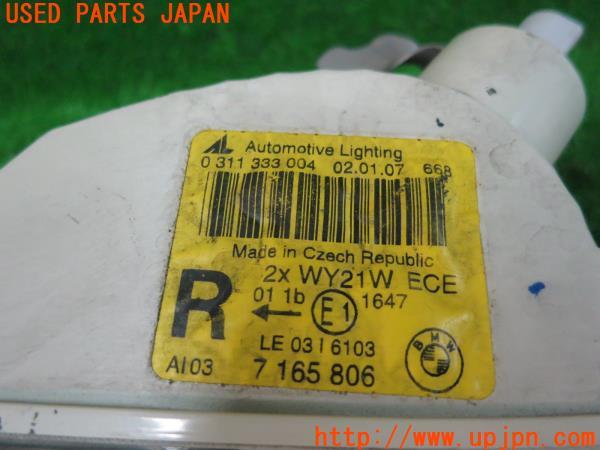 USED PARTS JAPAN
AL Automotive Lighting
0 311 333 004 02.01.07 668
Made in Czech Republic
2x WY21W ECE
R 01 1b E1 1647
←
LE 03 I 6103
AI03 7 165 806
BMW
http://www.upjpn.com/